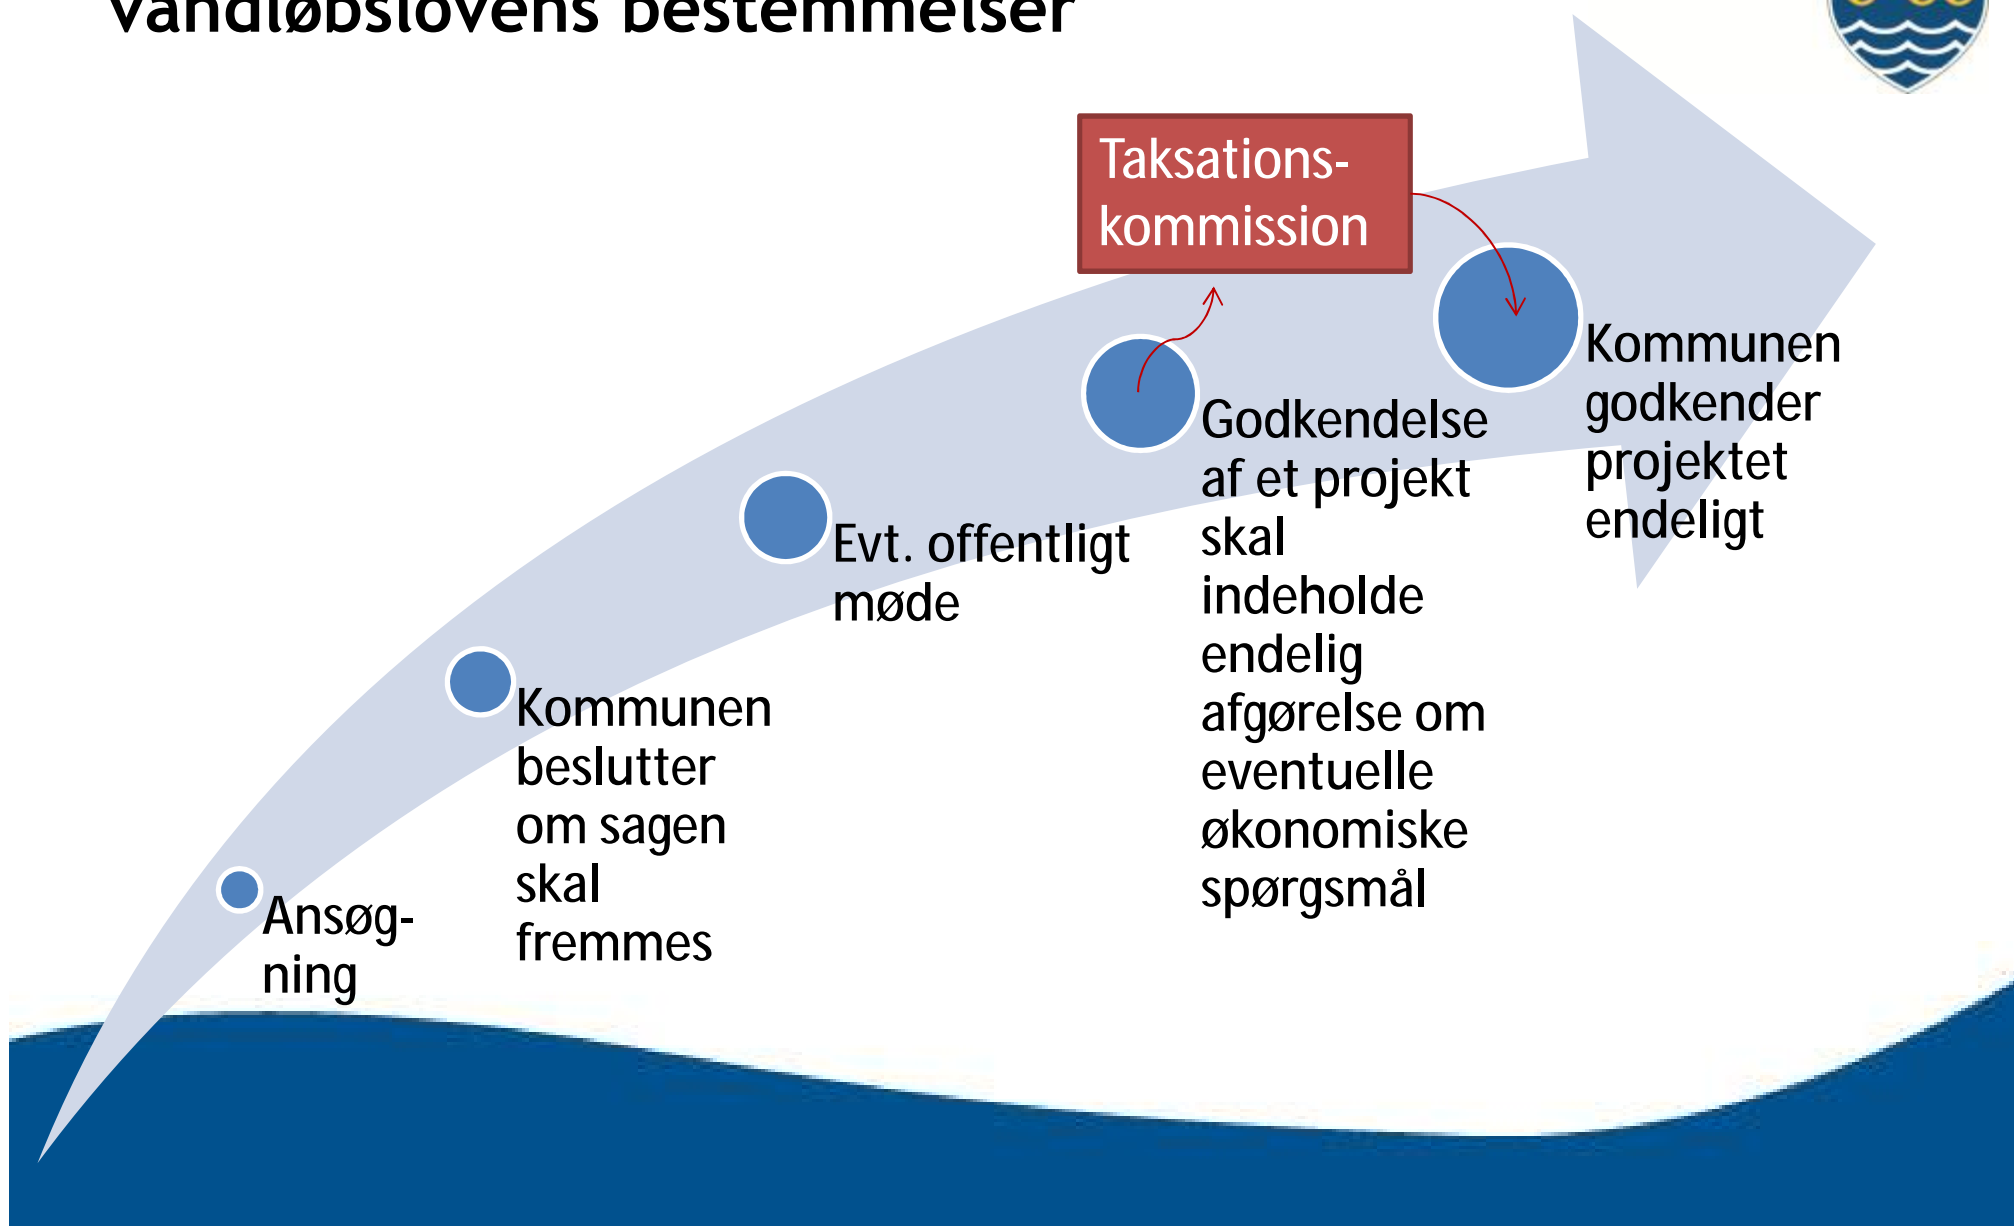 Vandløbslovens bestemmelser
Taksations-
kommission
Kommunen
godkender
projektet
endeligt
Godkendelse
af et projekt
skal
indeholde
endelig
afgørelse om
eventuelle
økonomiske
spørgsmål
Evt. offentligt
møde
Kommunen
beslutter
om sagen
skal
fremmes
Ansøg-
ning